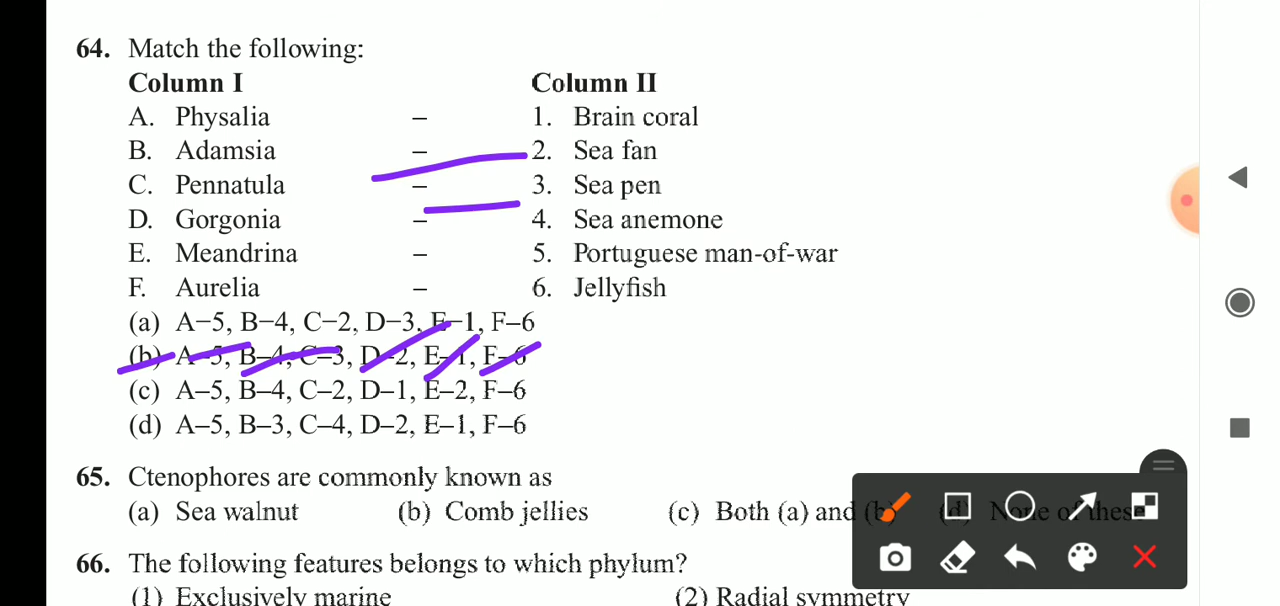 64. Match the following:
Column I Column II
A. Physalia – 1. Brain coral
B. Adamsia – 2. Sea fan
C. Pennatula – 3. Sea pen
D. Gorgonia – 4. Sea anemone
E. Meandrina – 5. Portuguese man-of-war
F. Aurelia – 6. Jellyfish
(a) A–5, B–4, C–2, D–3, E–1, F–6
(b) A–5, B–4, C–3, D–2, E–1, F–6
(c) A–5, B–4, C–2, D–1, E–2, F–6
(d) A–5, B–3, C–4, D–2, E–1, F–6
65. Ctenophores are commonly known as
(a) Sea walnut (b) Comb jellies (c) Both (a) and (b) (d) None of these
66. The following features belongs to which phylum?
(1) Exclusively marine (2) Radial symmetry